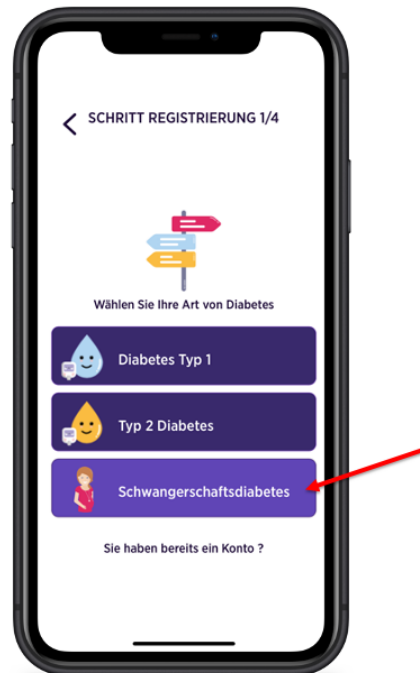 SCHRITT REGISTRIERUNG 1/4
Wählen Sie Ihre Art von Diabetes
Diabetes Typ 1
Typ 2 Diabetes
Schwangerschaftsdiabetes
Sie haben bereits ein Konto ?